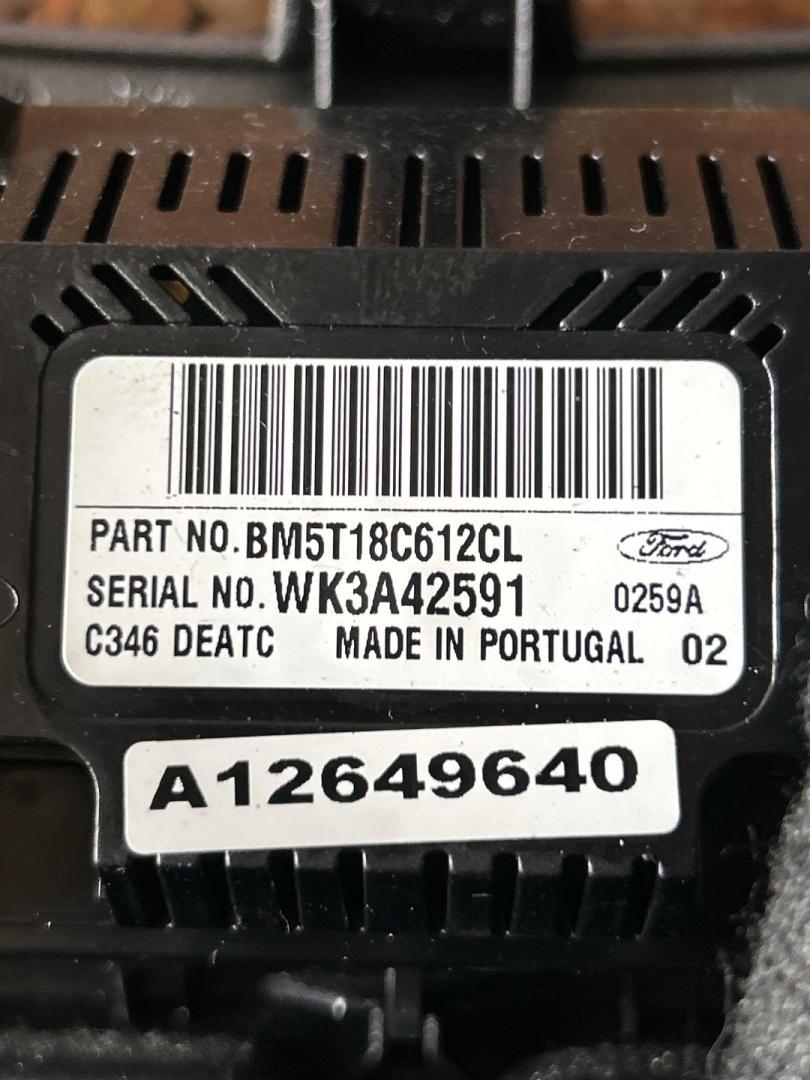 PART NO. BM5T18C612CL
Ford
SERIAL NO. WK3A42591
0259A
C346 DEATC MADE IN PORTUGAL 02
A12649640